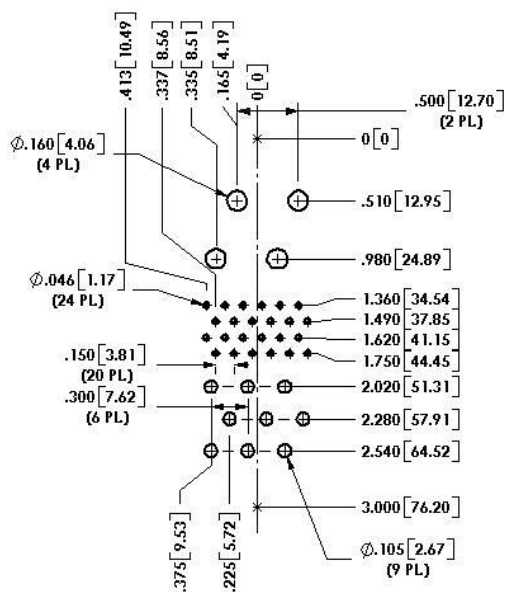 .413[10.49]
.337[8.56]
.335[8.51]
.165[4.19]
0[0]
.500[12.70]
(2 PL)
0[0]
Ø.160[4.06]
(4 PL)
.510[12.95]
.980[24.89]
Ø.046[1.17]
(24 PL)
1.360[34.54]
1.490[37.85]
1.620[41.15]
1.750[44.45]
.150[3.81]
(20 PL)
2.020[51.31]
.300[7.62]
(6 PL)
2.280[57.91]
2.540[64.52]
3.000[76.20]
.375[9.53]
.225[5.72]
Ø.105[2.67]
(9 PL)